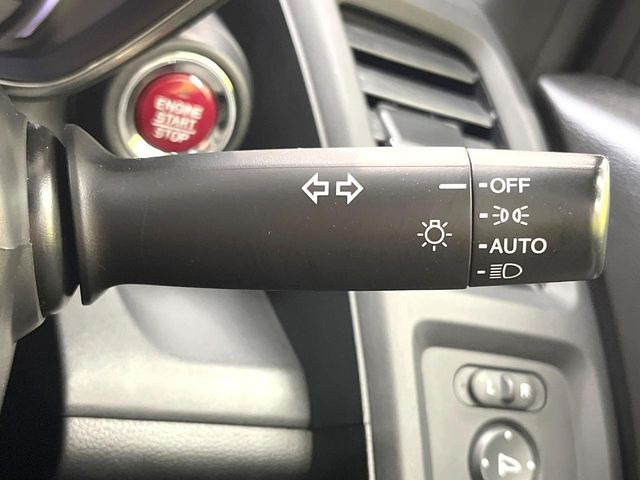 ENGINE
START
STOP
OFF
AUTO
L R